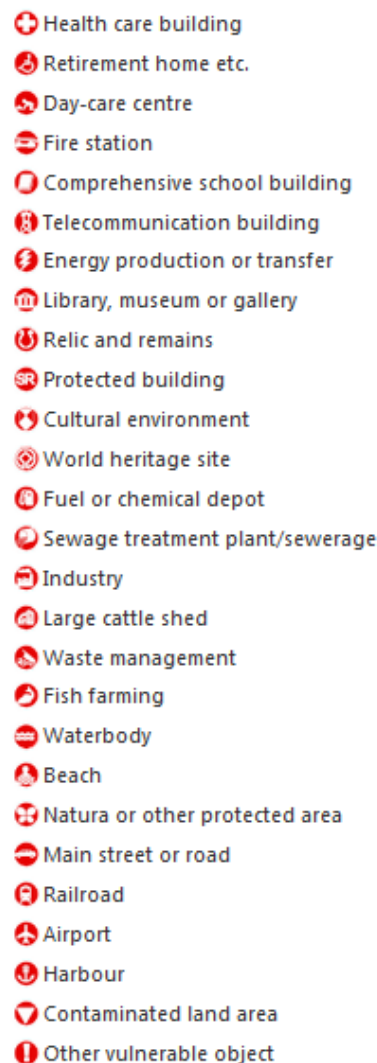 Health care building
Retirement home etc.
Day-care centre
Fire station
Comprehensive school building
Telecommunication building
Energy production or transfer
Library, museum or gallery
Relic and remains
SR Protected building
Cultural environment
World heritage site
Fuel or chemical depot
Sewage treatment plant/sewerage
Industry
Large cattle shed
Waste management
Fish farming
Waterbody
Beach
Natura or other protected area
Main street or road
Railroad
Airport
Harbour
Contaminated land area
Other vulnerable object